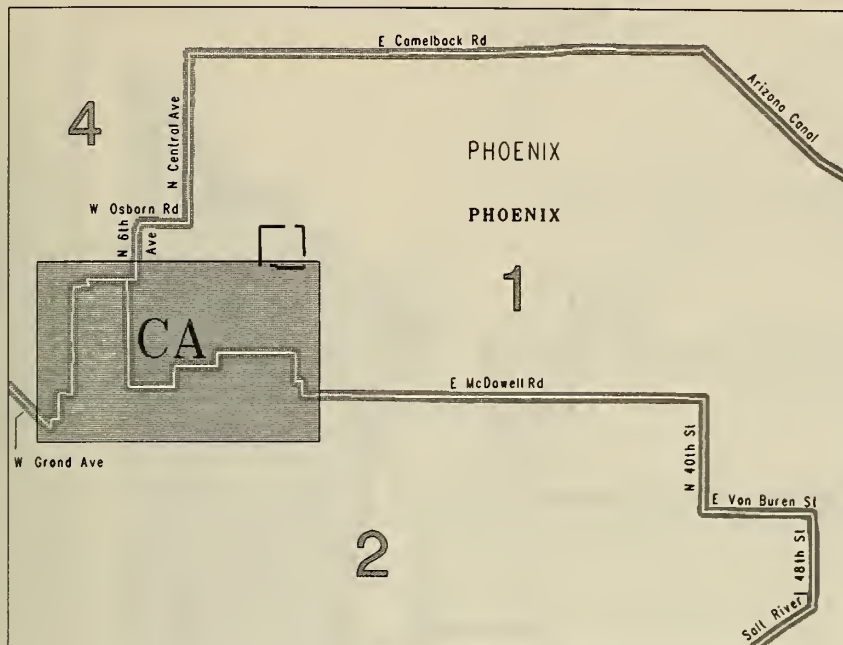 E Camelback Rd
Arizona Canal
4
N Central Ave
PHOENIX
W Osborn Rd
PHOENIX
N 6th
Ave
1
CA
E McDowell Rd
W Grand Ave
N 40th St
E Van Buren St
2
48th St
Salt River